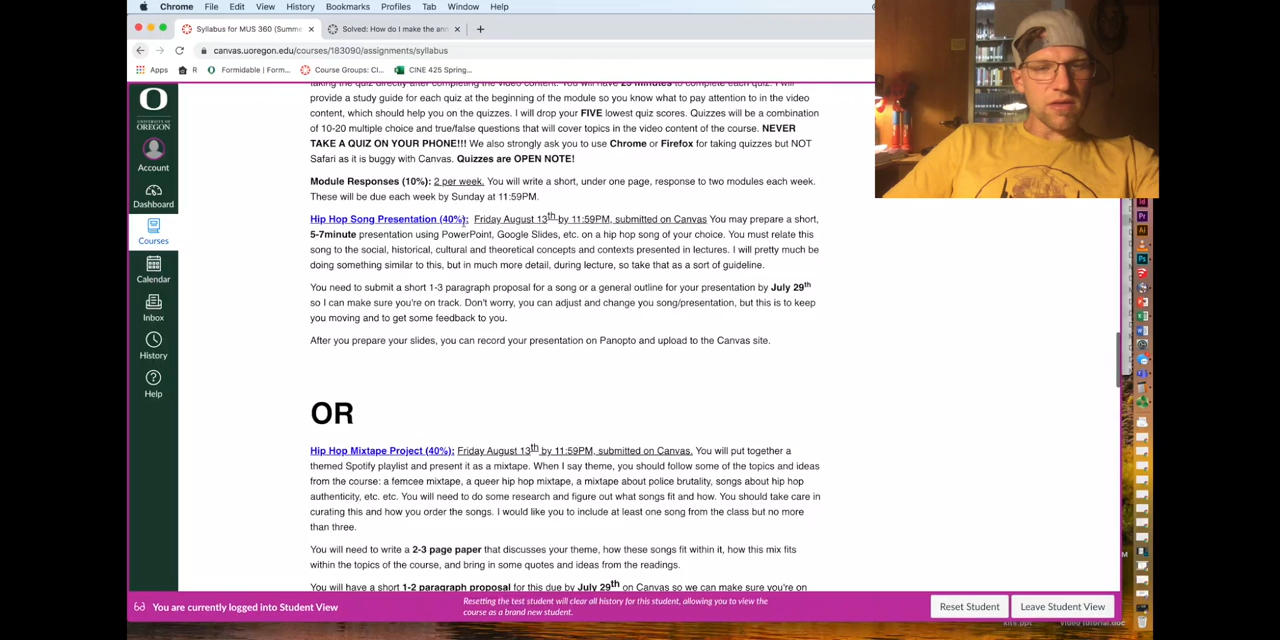 Chrome File Edit View History Bookmarks Profiles Tab Window Help
Syllabus for MUS 360 (Summe × Solved: How do I make the ann × +
canvas.uoregon.edu/courses/183090/assignments/syllabus
Apps R Formidable | Form... Course Groups: CI... CINE 425 Spring...
UNIVERSITY OF
OREGON
Account
Dashboard
Courses
Calendar
Inbox
History
Help
taking the quiz directly after completing the video content. You will have 25 minutes to complete each quiz. I will
provide a study guide for each quiz at the beginning of the module so you know what to pay attention to in the video
content, which should help you on the quizzes. I will drop your FIVE lowest quiz scores. Quizzes will be a combination
of 10-20 multiple choice and true/false questions that will cover topics in the video content of the course. NEVER
TAKE A QUIZ ON YOUR PHONE!!! We also strongly ask you to use Chrome or Firefox for taking quizzes but NOT
Safari as it is buggy with Canvas. Quizzes are OPEN NOTE!
Module Responses (10%): 2 per week. You will write a short, under one page, response to two modules each week.
These will be due each week by Sunday at 11:59PM.
Hip Hop Song Presentation (40%): Friday August 13th by 11:59PM, submitted on Canvas You may prepare a short,
5-7minute presentation using PowerPoint, Google Slides, etc. on a hip hop song of your choice. You must relate this
song to the social, historical, cultural and theoretical concepts and contexts presented in lectures. I will pretty much be
doing something similar to this, but in much more detail, during lecture, so take that as a sort of guideline.
You need to submit a short 1-3 paragraph proposal for a song or a general outline for your presentation by July 29th
so I can make sure you're on track. Don't worry, you can adjust and change you song/presentation, but this is to keep
you moving and to get some feedback to you.
After you prepare your slides, you can record your presentation on Panopto and upload to the Canvas site.
OR
Hip Hop Mixtape Project (40%): Friday August 13th by 11:59PM, submitted on Canvas. You will put together a
themed Spotify playlist and present it as a mixtape. When I say theme, you should follow some of the topics and ideas
from the course: a femcee mixtape, a queer hip hop mixtape, a mixtape about police brutality, songs about hip hop
authenticity, etc. etc. You will need to do some research and figure out what songs fit and how. You should take care in
curating this and how you order the songs. I would like you to include at least one song from the class but no more
than three.
You will need to write a 2-3 page paper that discusses your theme, how these songs fit within it, how this mix fits
within the topics of the course, and bring in some quotes and ideas from the readings.
You will have a short 1-2 paragraph proposal for this due by July 29th on Canvas so we can make sure you're on
You are currently logged into Student View
Resetting the test student will clear all history for this student, allowing you to view the
course as a brand new student.
Reset Student Leave Student View